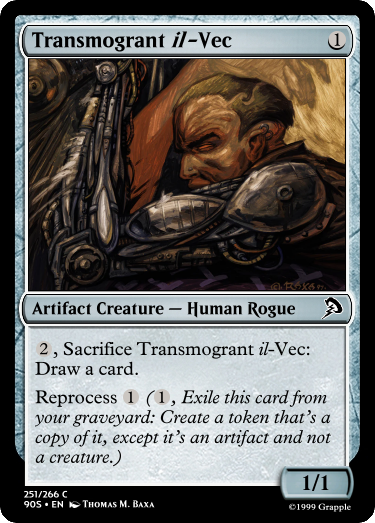 Transmogrant il-Vec 1
Artifact Creature — Human Rogue
2, Sacrifice Transmogrant il-Vec:
Draw a card.
Reprocess 1 (1, Exile this card from
your graveyard: Create a token that's a
copy of it, except it's an artifact and not
a creature.)
1/1
251/266 C
90S • EN Thomas M. Baxa
©1999 Grapple